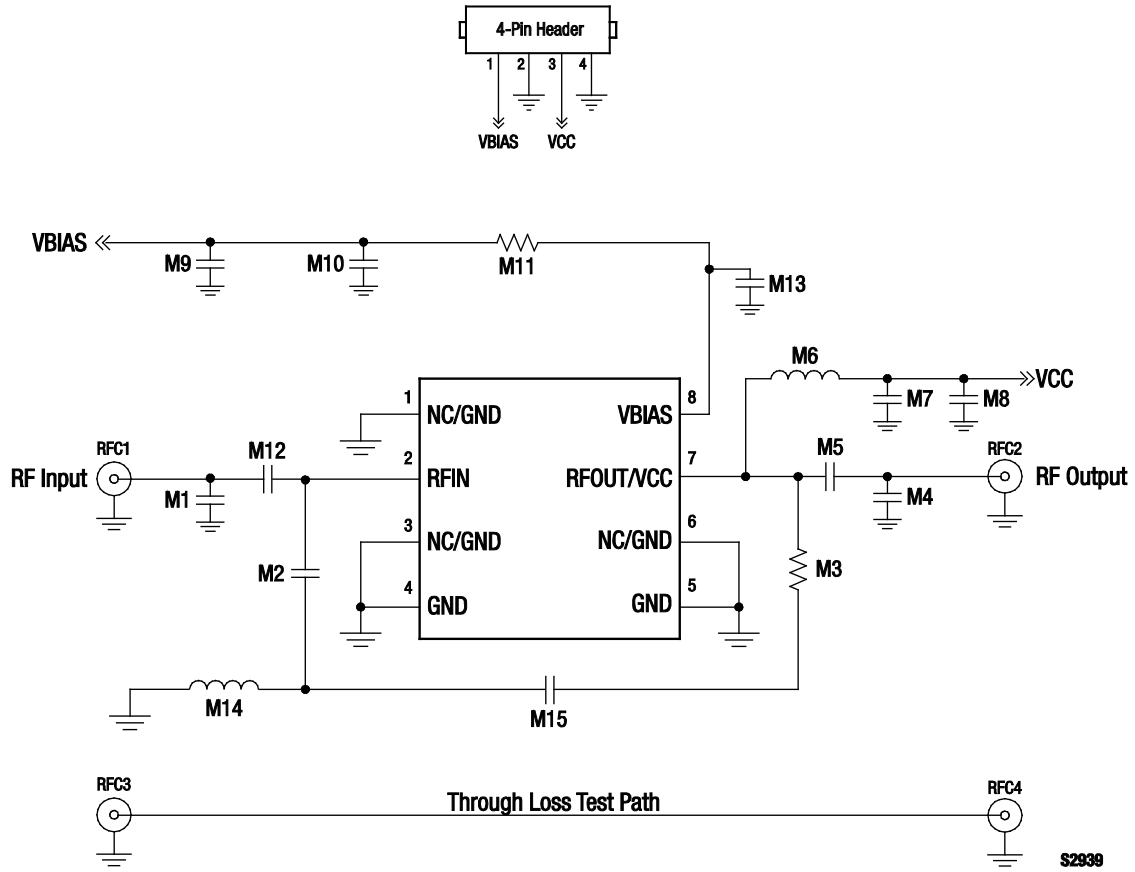 4-Pin Header
1 2 3 4
VBIAS VCC
VBIAS
M9
M10
M11
M13
M6
VCC
M7
M8
1
NC/GND
VBIAS
8
RFC1
RF Input
M1
M12
2
RFIN
RFOUT/VCC
7
M5
M4
RFC2
RF Output
3
NC/GND
NC/GND
6
M2
M3
4
GND
GND
5
M14
M15
RFC3
Through Loss Test Path
RFC4
S2939